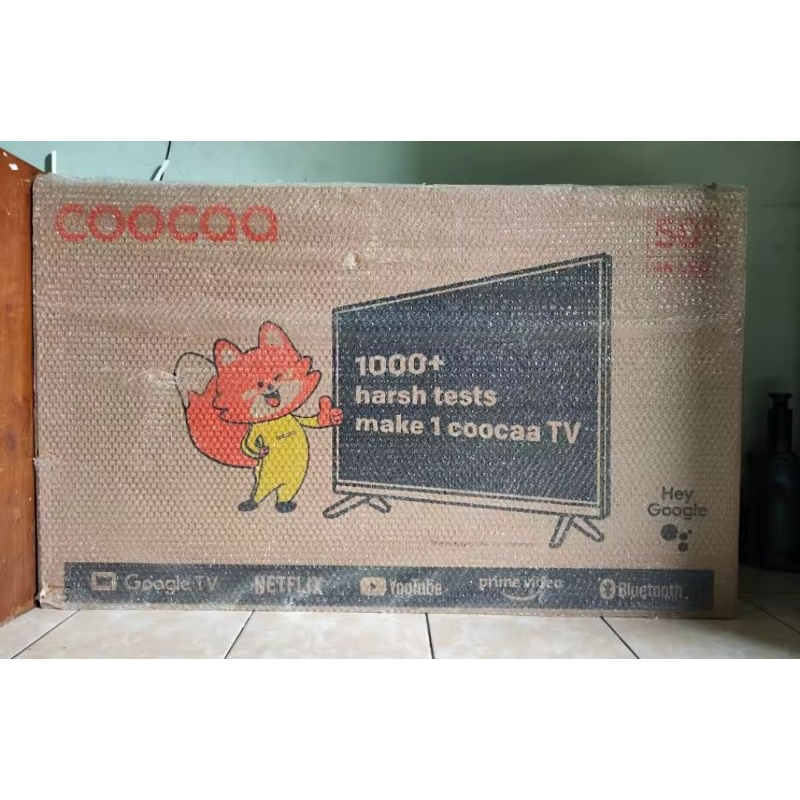 coocaa
50"
1000+
harsh tests
make 1 coocaa TV
Hey
Google
Google TV
NETFLIX
YouTube
prime video
Bluetooth